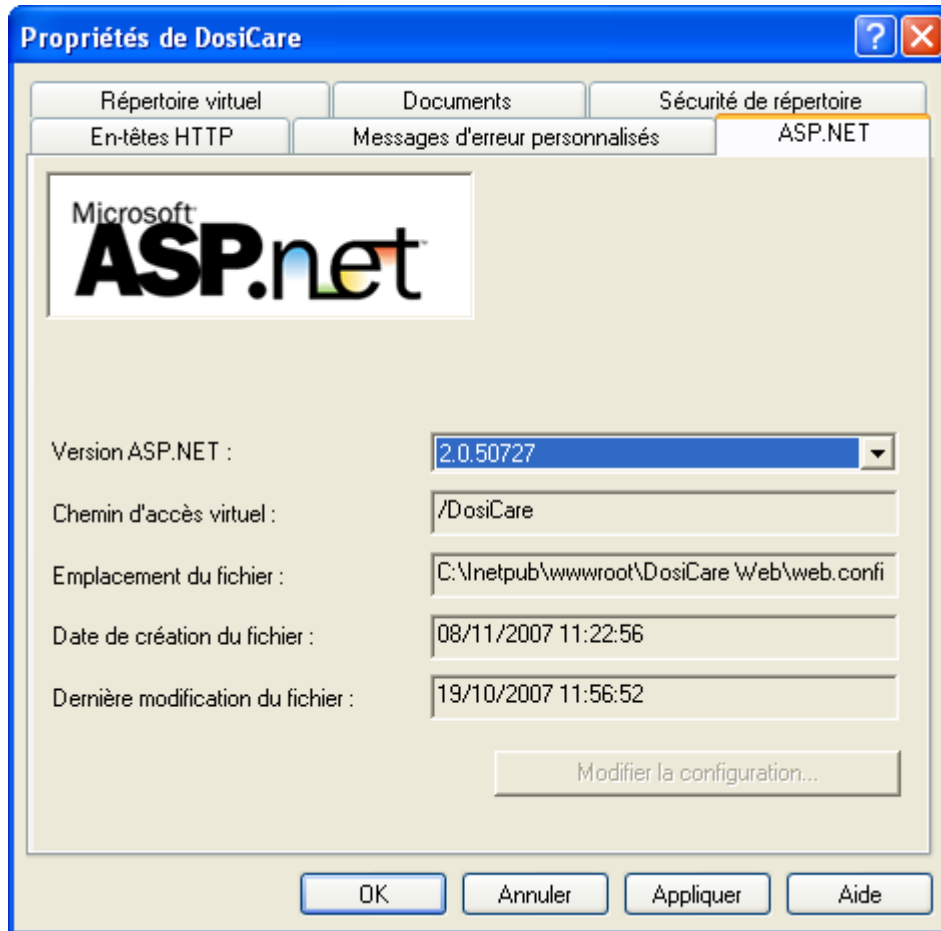 Propriétés de DosiCare
Répertoire virtuel Documents Sécurité de répertoire
En-têtes HTTP Messages d'erreur personnalisés ASP.NET
Microsoft
ASP.net
Version ASP.NET : 2.0.50727
Chemin d'accès virtuel : /DosiCare
Emplacement du fichier : C:\Inetpub\wwwroot\DosiCare Web\web.confi
Date de création du fichier : 08/11/2007 11:22:56
Dernière modification du fichier : 19/10/2007 11:56:52
Modifier la configuration...
OK Annuler Appliquer Aide